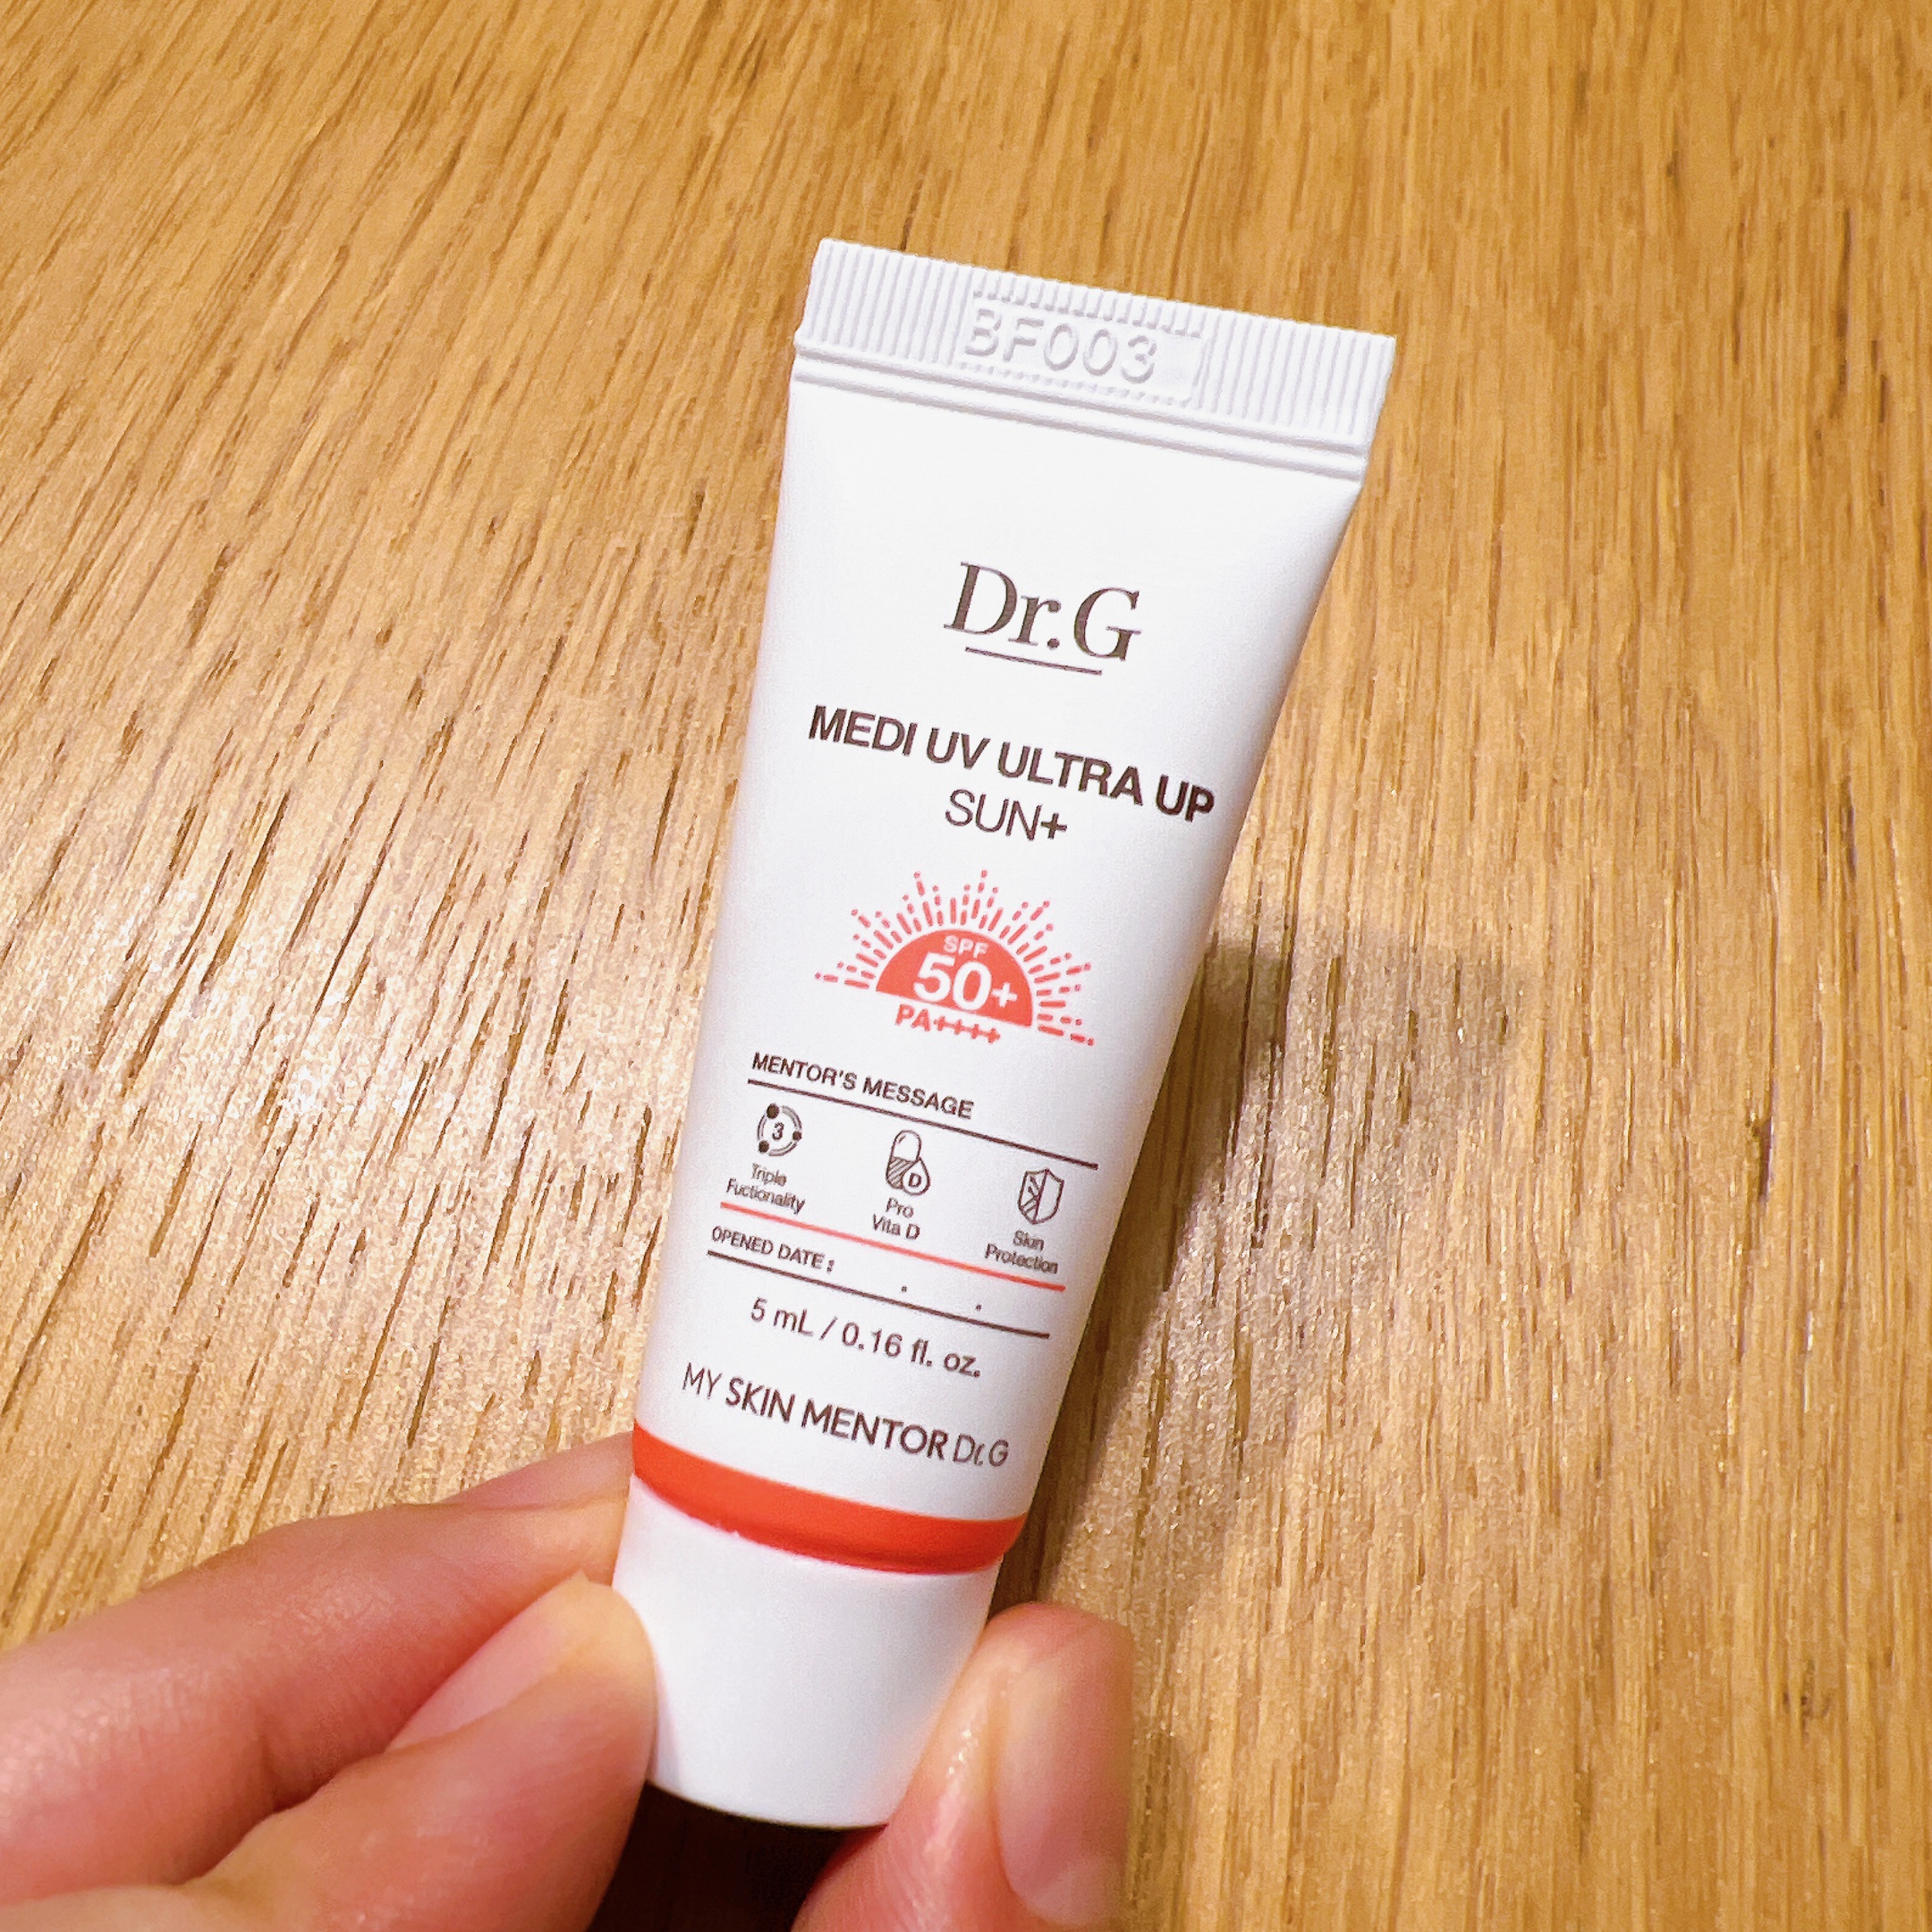 BF003
Dr.G
MEDI UV ULTRA UP
SUN+
SPF
50+
PA++++
MENTOR'S MESSAGE
3
D
Triple
Fuctionality
Pro
Vita D
Skin
Protection
OPENED DATE : . .
5 mL / 0.16 fl. oz.
MY SKIN MENTOR Dr.G